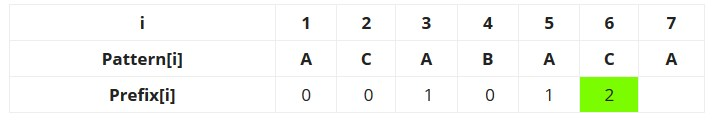 i 1 2 3 4 5 6 7
Pattern[i] A C A B A C A
Prefix[i] 0 0 1 0 1 2